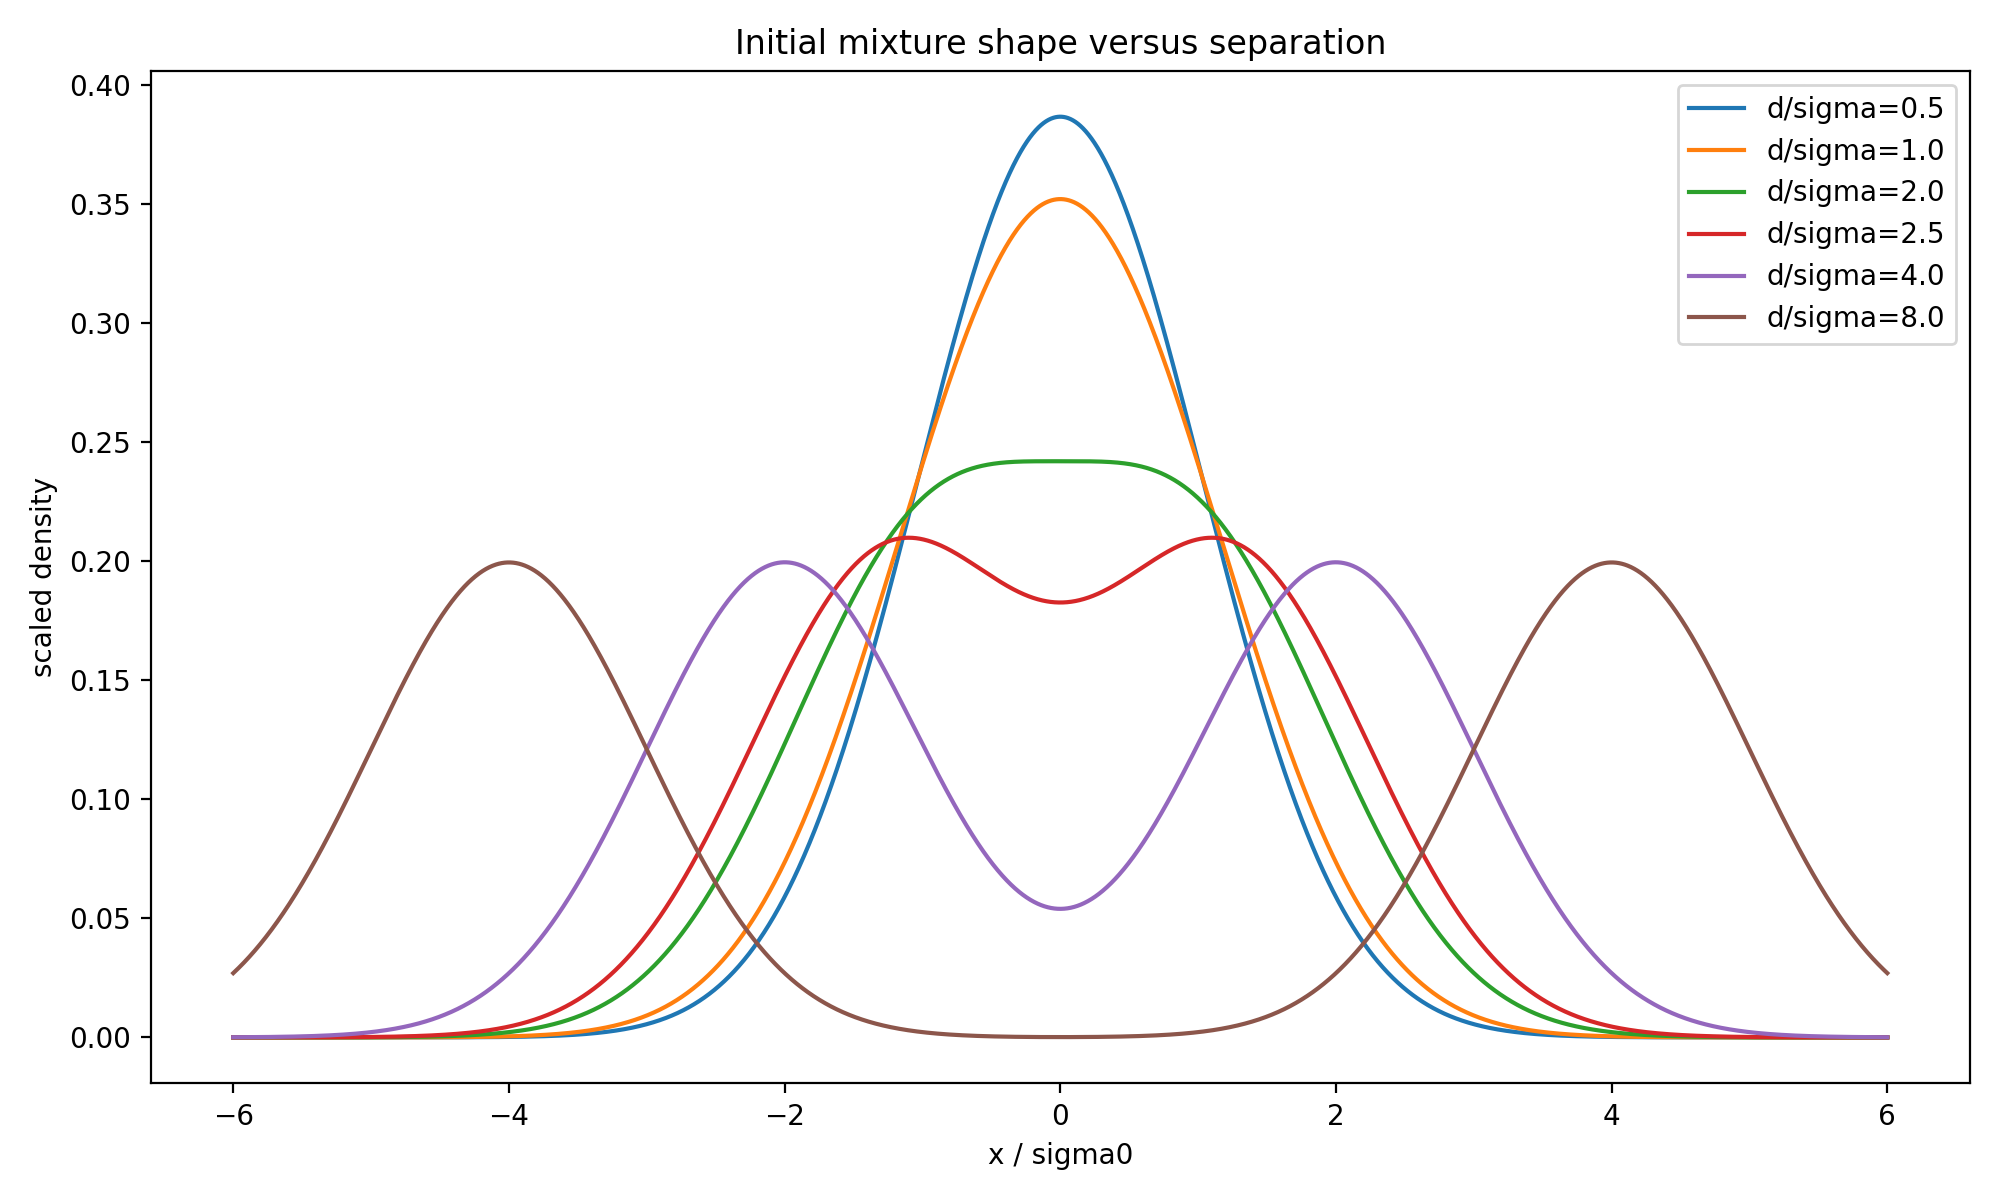 Initial mixture shape versus separation
0.40
0.35
0.30
0.25
0.20
0.15
0.10
0.05
0.00
scaled density
d/sigma=0.5
d/sigma=1.0
d/sigma=2.0
d/sigma=2.5
d/sigma=4.0
d/sigma=8.0
−6 −4 −2 0 2 4 6
x / sigma0